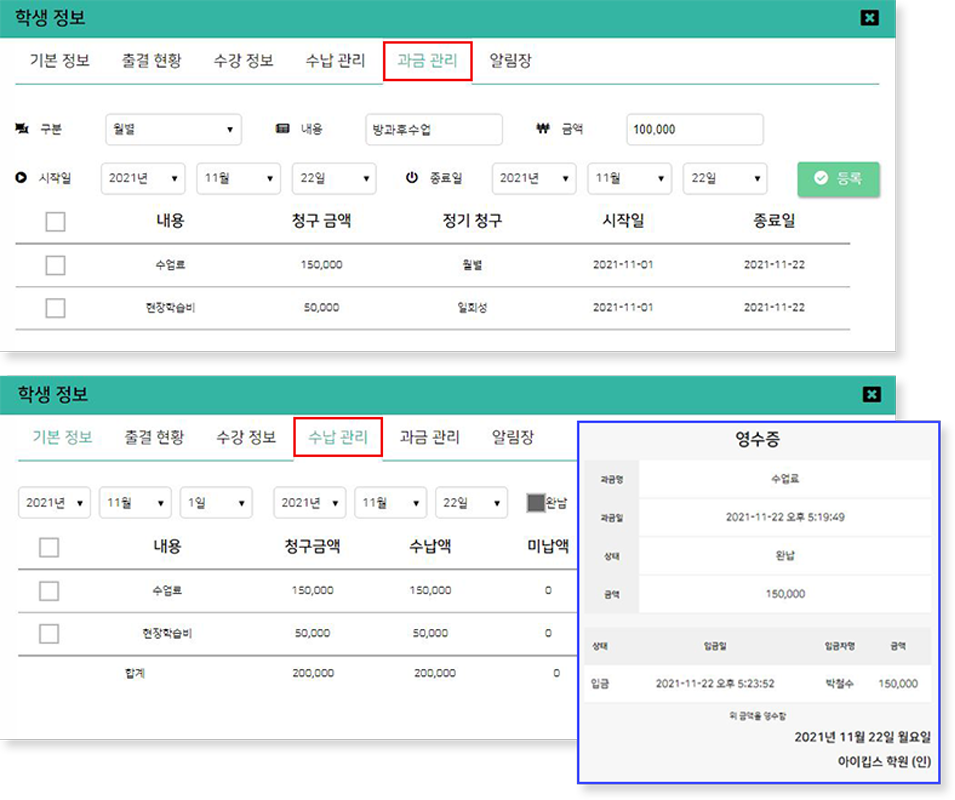 학생 정보
기본 정보 출결 현황 수강 정보 수납 관리 과금 관리 알림장
구분 월별 내용 방과후수업 금액 100,000
시작일 2021년 11월 22일 종료일 2021년 11월 22일 등록
내용 청구 금액 정기 청구 시작일 종료일
수업료 150,000 월별 2021-11-01 2021-11-22
현장학습비 50,000 일회성 2021-11-01 2021-11-22
학생 정보
기본 정보 출결 현황 수강 정보 수납 관리 과금 관리 알림장
2021년 11월 1일 2021년 11월 22일 완납
내용 청구금액 수납액 미납액
수업료 150,000 150,000 0
현장학습비 50,000 50,000 0
합계 200,000 200,000 0
영수증
과금명 수업료
과금일 2021-11-22 오후 5:19:49
상태 완납
금액 150,000
상태 입금일 입금자명 금액
입금 2021-11-22 오후 5:23:52 박철수 150,000
위 금액을 영수함
2021년 11월 22일 월요일
아이킵스 학원 (인)